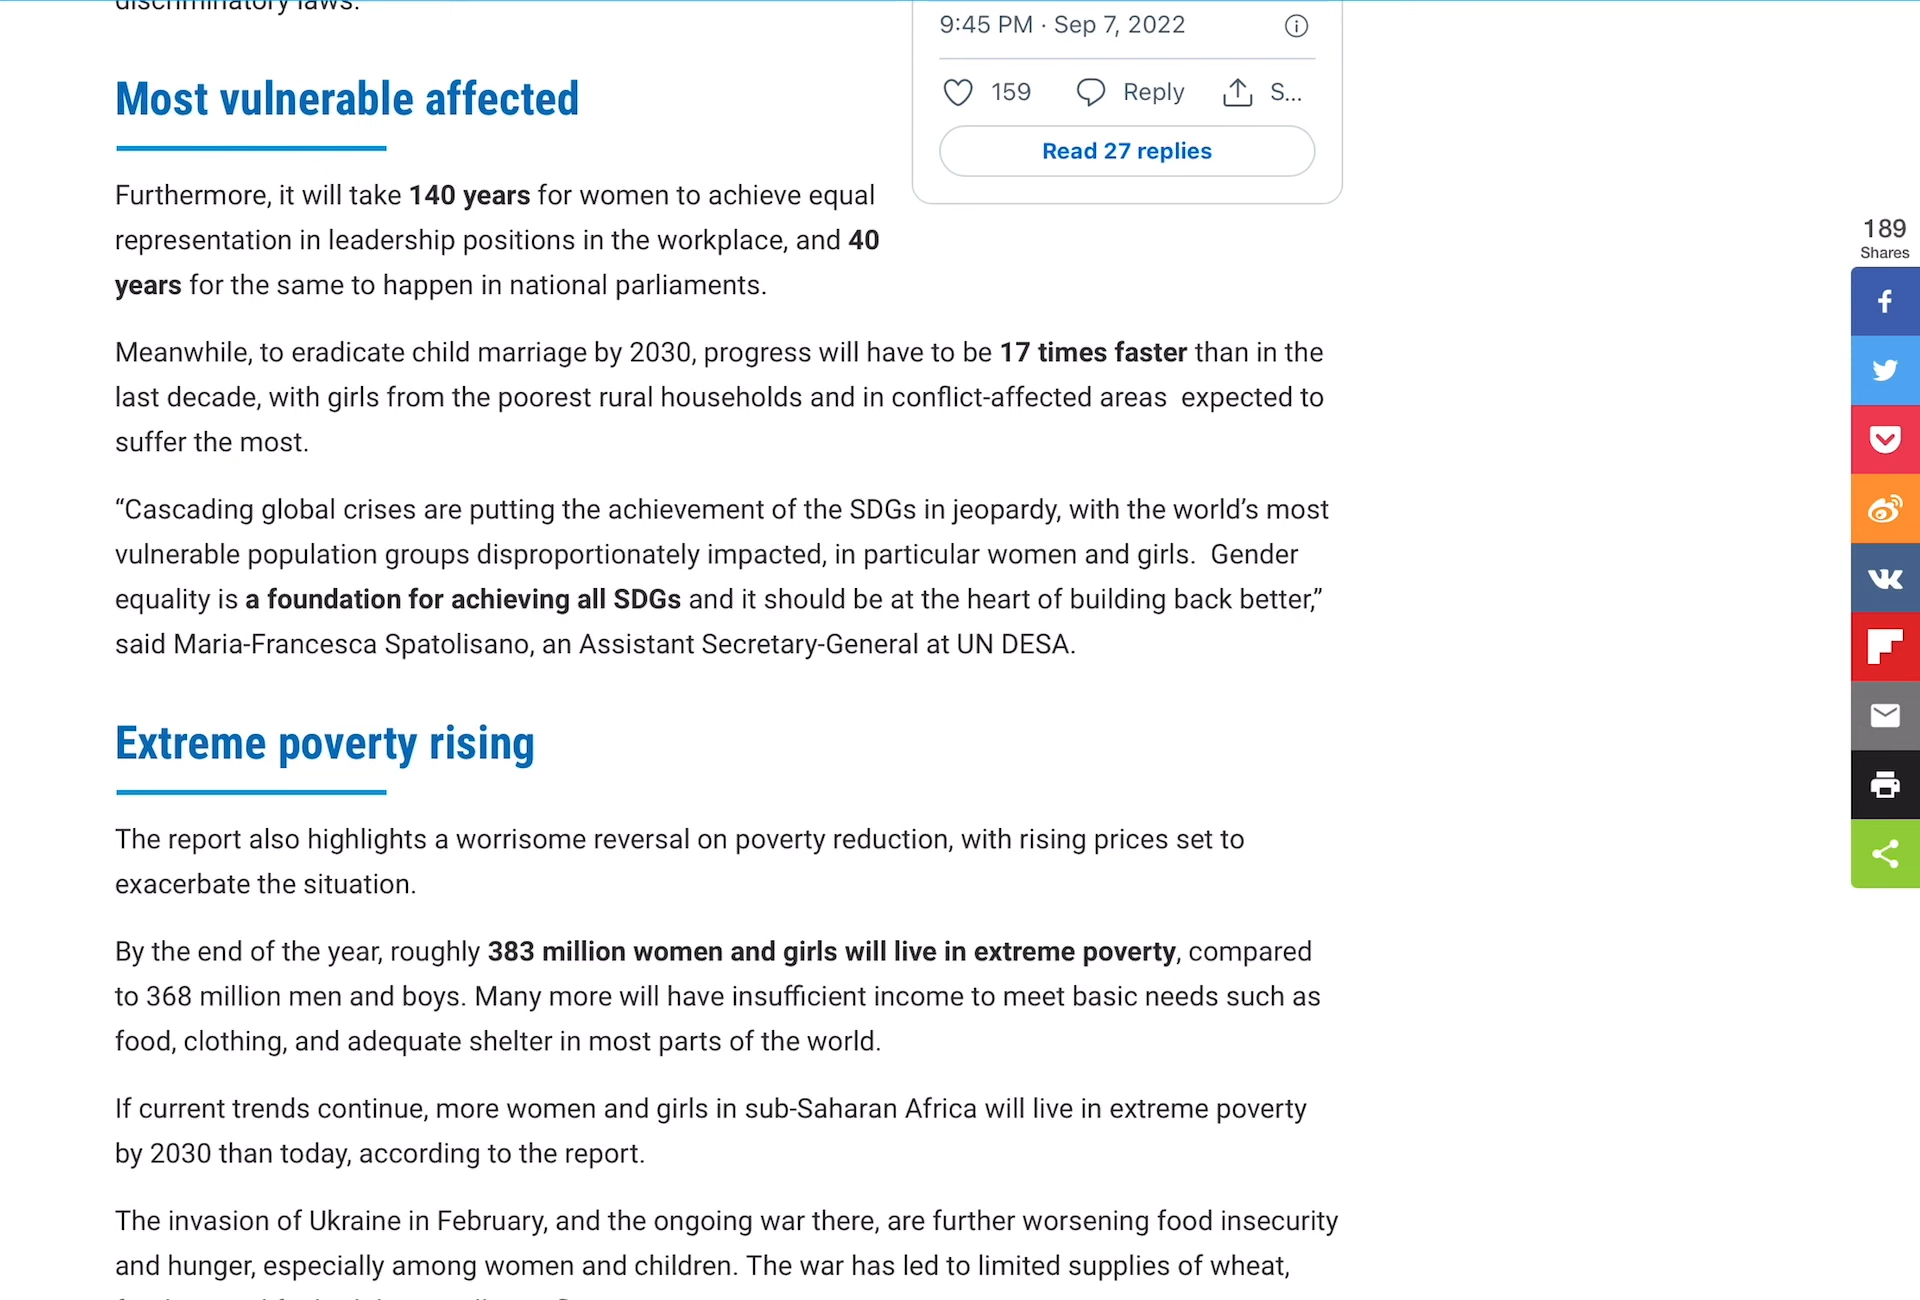 discriminatory laws.
9:45 PM · Sep 7, 2022
159 Reply S...
Read 27 replies
Most vulnerable affected
Furthermore, it will take 140 years for women to achieve equal
representation in leadership positions in the workplace, and 40
years for the same to happen in national parliaments.
Meanwhile, to eradicate child marriage by 2030, progress will have to be 17 times faster than in the
last decade, with girls from the poorest rural households and in conflict-affected areas  expected to
suffer the most.
“Cascading global crises are putting the achievement of the SDGs in jeopardy, with the world’s most
vulnerable population groups disproportionately impacted, in particular women and girls.  Gender
equality is a foundation for achieving all SDGs and it should be at the heart of building back better,”
said Maria-Francesca Spatolisano, an Assistant Secretary-General at UN DESA.
Extreme poverty rising
The report also highlights a worrisome reversal on poverty reduction, with rising prices set to
exacerbate the situation.
By the end of the year, roughly 383 million women and girls will live in extreme poverty, compared
to 368 million men and boys. Many more will have insufficient income to meet basic needs such as
food, clothing, and adequate shelter in most parts of the world.
If current trends continue, more women and girls in sub-Saharan Africa will live in extreme poverty
by 2030 than today, according to the report.
The invasion of Ukraine in February, and the ongoing war there, are further worsening food insecurity
and hunger, especially among women and children. The war has led to limited supplies of wheat,
189
Shares